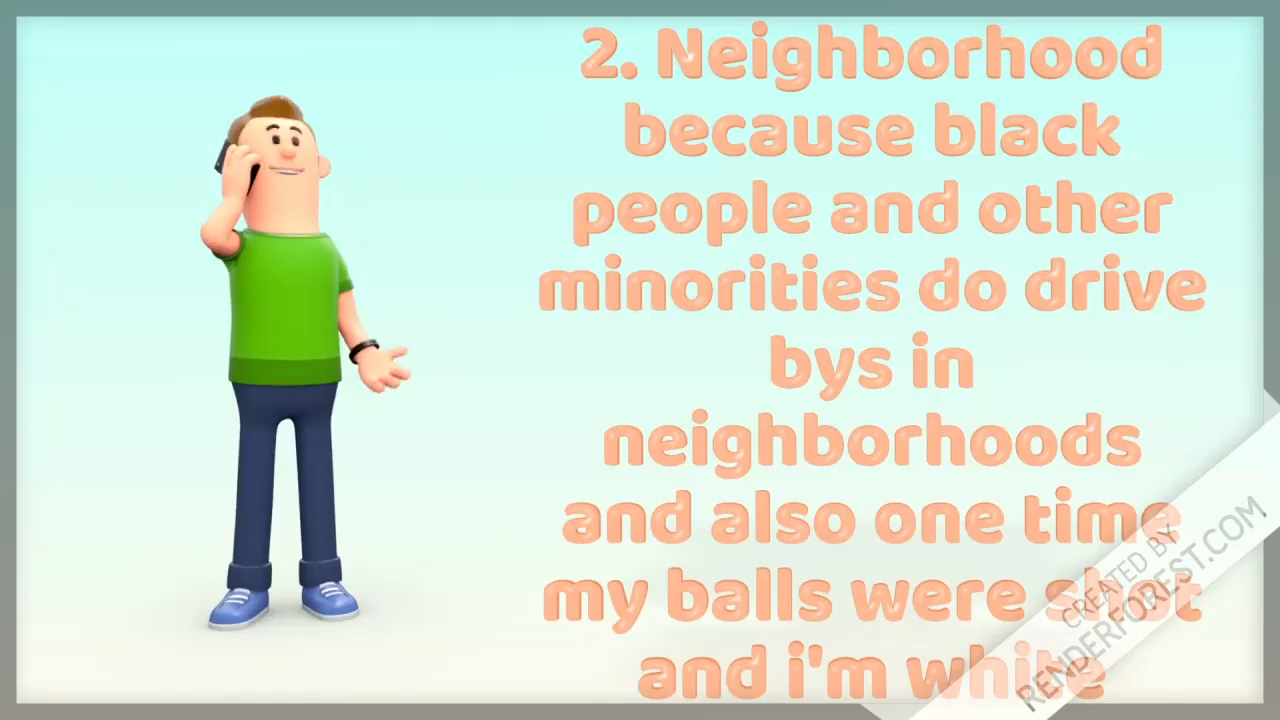 2. Neighborhood
because black
people and other
minorities do drive
bys in
neighborhoods
and also one time
my balls were shot
and i'm white
CREATED BY
RENDERFOREST.COM